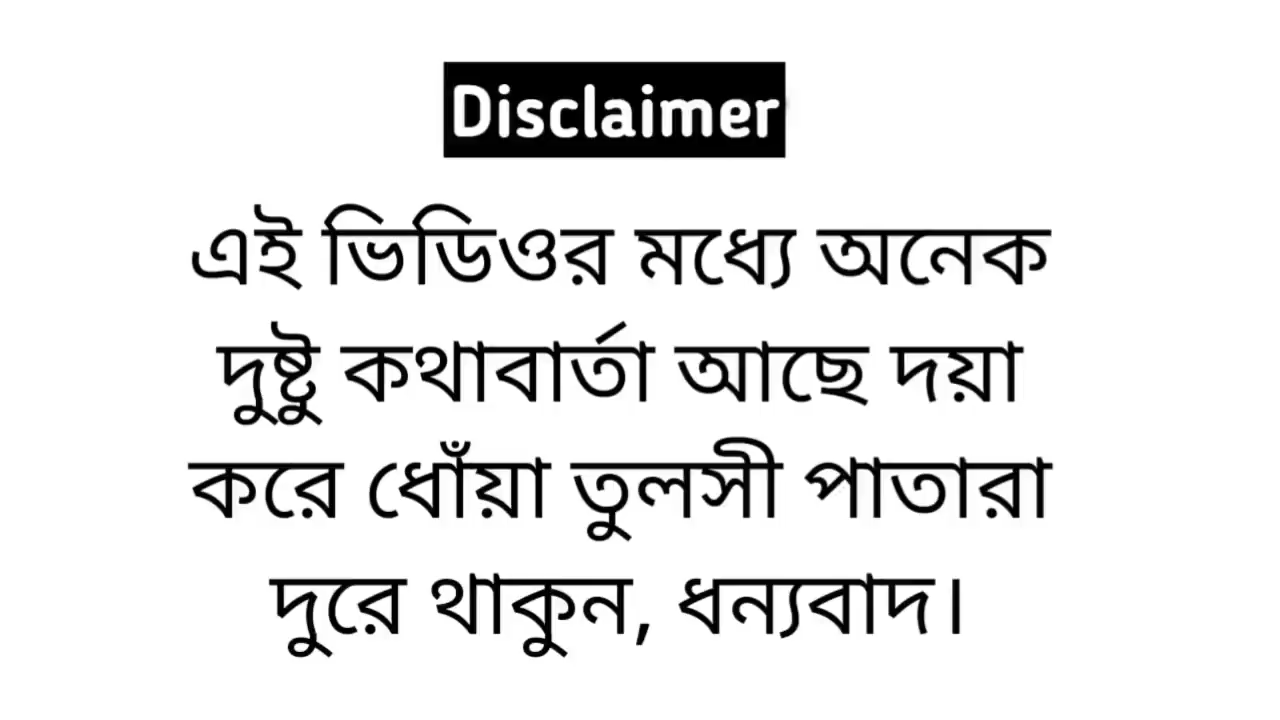 Disclaimer
এই ভিডিওর মধ্যে অনেক
দুষ্টু কথাবার্তা আছে দয়া
করে ধোঁয়া তুলসী পাতারা
দুরে থাকুন, ধন্যবাদ।